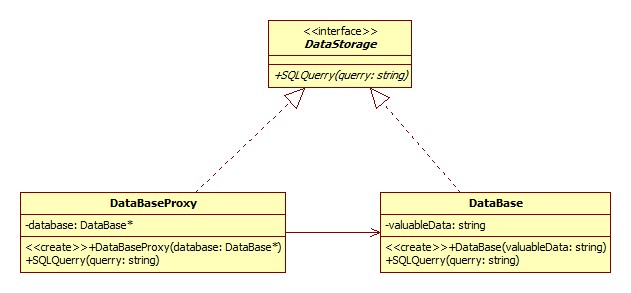 <<interface>>
DataStorage
+SQLQuerry(querry: string)
DataBaseProxy
-database: DataBase*
<<create>>+DataBaseProxy(database: DataBase*)
+SQLQuerry(querry: string)
DataBase
-valuableData: string
<<create>>+DataBase(valuableData: string)
+SQLQuerry(querry: string)